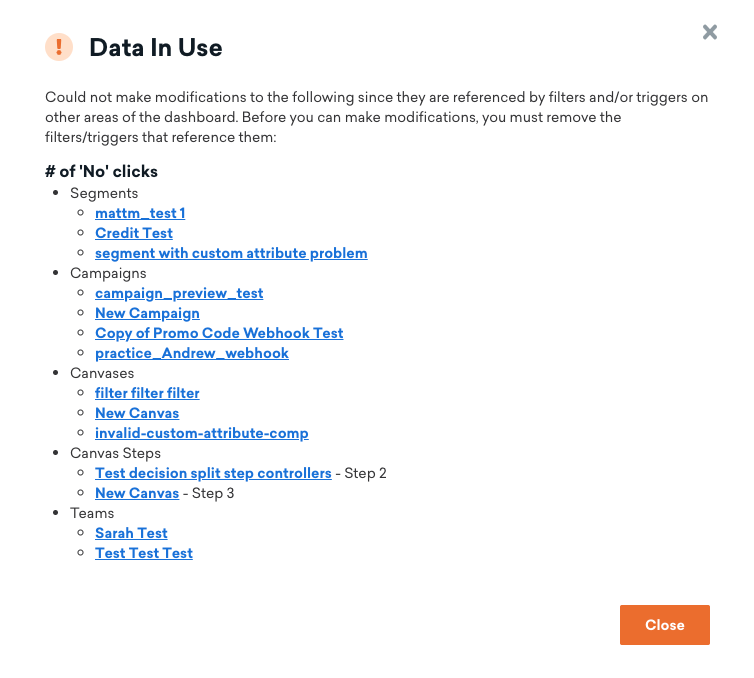 Data In Use
Could not make modifications to the following since they are referenced by filters and/or triggers on
other areas of the dashboard. Before you can make modifications, you must remove the
filters/triggers that reference them:
# of 'No' clicks
Segments
mattm_test 1
Credit Test
segment with custom attribute problem
Campaigns
campaign_preview_test
New Campaign
Copy of Promo Code Webhook Test
practice_Andrew_webhook
Canvases
filter filter filter
New Canvas
invalid-custom-attribute-comp
Canvas Steps
Test decision split step controllers - Step 2
New Canvas - Step 3
Teams
Sarah Test
Test Test Test
Close